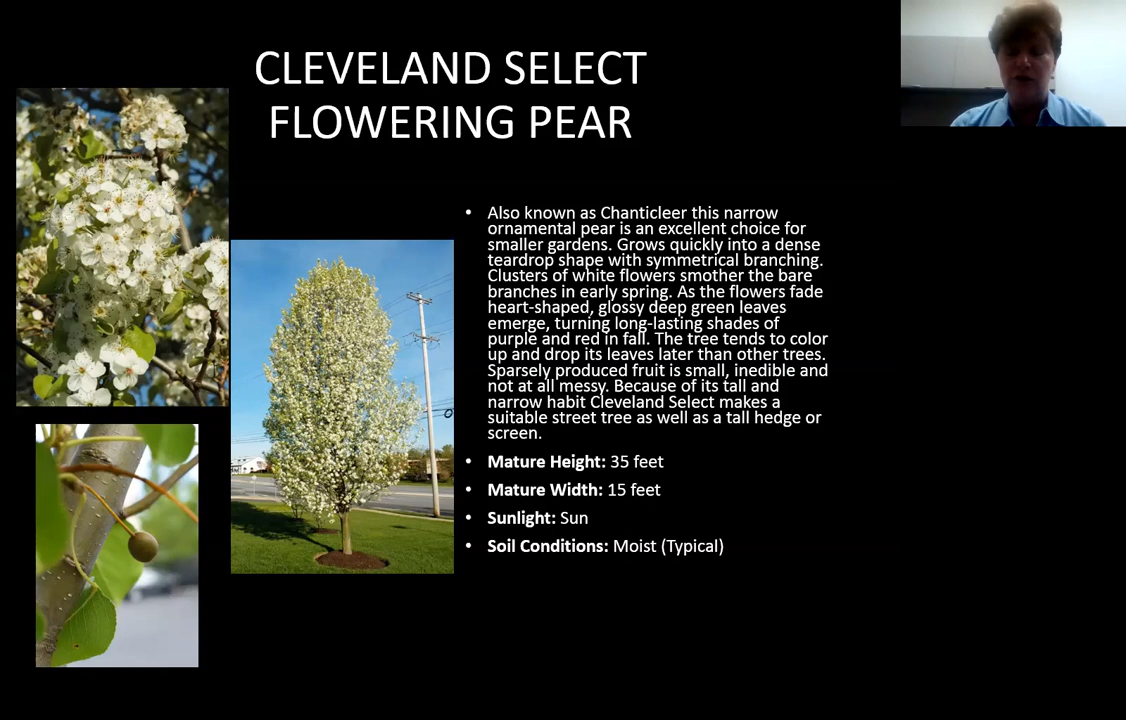 CLEVELAND SELECT
FLOWERING PEAR
• Also known as Chanticleer this narrow
ornamental pear is an excellent choice for
smaller gardens. Grows quickly into a dense
teardrop shape with symmetrical branching.
Clusters of white flowers smother the bare
branches in early spring. As the flowers fade
heart-shaped, glossy deep green leaves
emerge, turning long-lasting shades of
purple and red in fall. The tree tends to color
up and drop its leaves later than other trees.
Sparsely produced fruit is small, inedible and
not at all messy. Because of its tall and
narrow habit Cleveland Select makes a
suitable street tree as well as a tall hedge or
screen.
• Mature Height: 35 feet
• Mature Width: 15 feet
• Sunlight: Sun
• Soil Conditions: Moist (Typical)